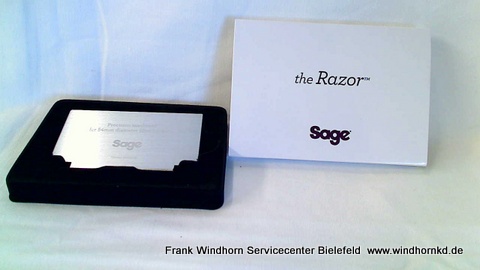 Sage
the Razor™
Sage®
Frank Windhorn Servicecenter Bielefeld www.windhornkd.de